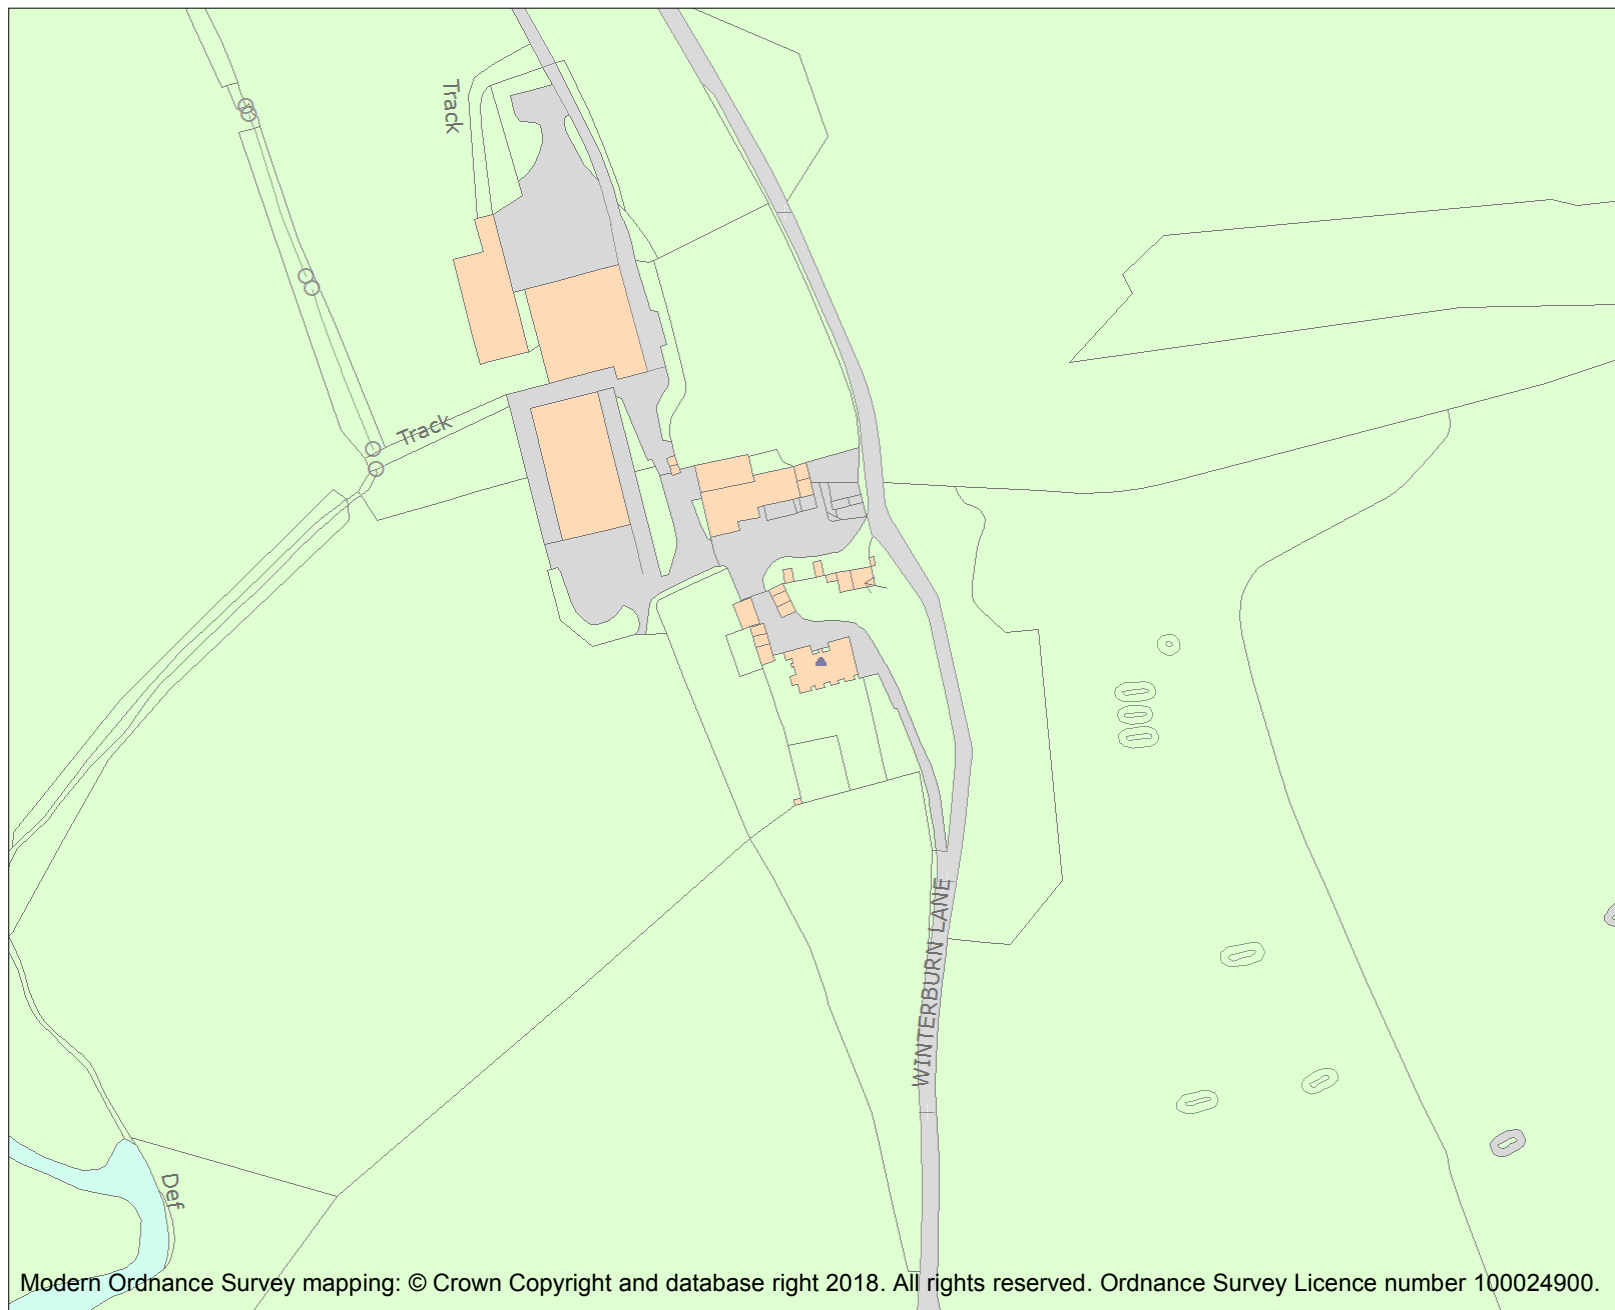 Track
Track
WINTERBURN LANE
Def
Modern Ordnance Survey mapping: © Crown Copyright and database right 2018. All rights reserved. Ordnance Survey Licence number 100024900.